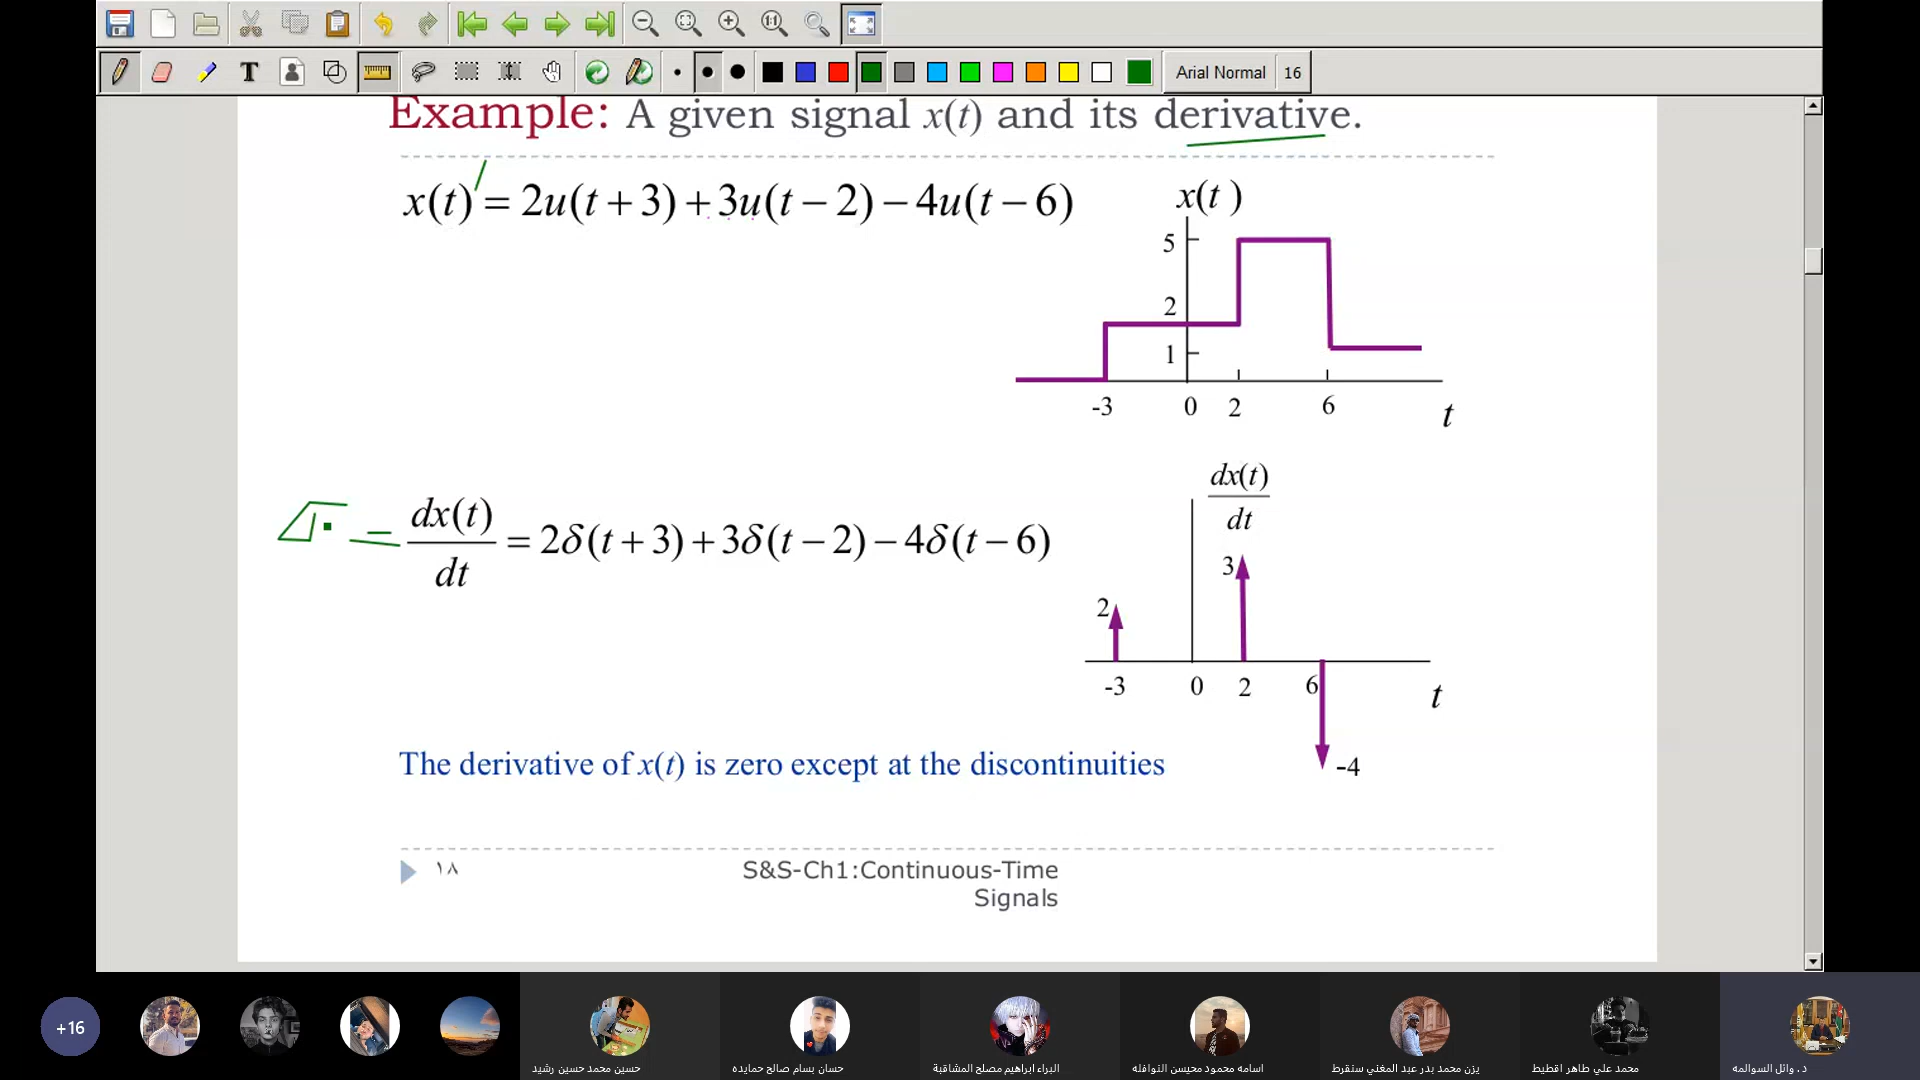 T
1:1
Arial Normal
16
Example: A given signal x(t) and its derivative.
x(t) = 2u(t + 3) + 3u(t − 2) − 4u(t − 6)
x(t )
5
2
1
-3 0 2 6
t
dx(t)/dt = 2δ(t + 3) + 3δ(t − 2) − 4δ(t − 6)
dx(t)/dt
3
2
-3 0 2 6
t
-4
The derivative of x(t) is zero except at the discontinuities
١٨
S&S-Ch1:Continuous-Time
Signals
+16
حسين محمد حسين رشيد
حسان بسام صالح حمايده
البراء ابراهيم مصلح المشاقبة
اسامه محمود محيسن النوافله
يزن محمد بدر عبد المغني سنقرط
محمد علي طاهر اقطيط
د. وائل السوالمه